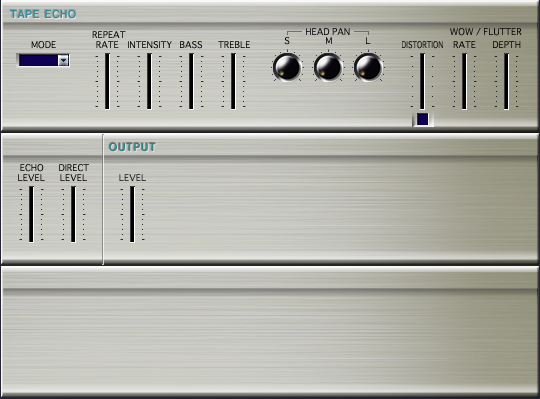 TAPE ECHO
MODE
REPEAT
RATE
INTENSITY
BASS
TREBLE
HEAD PAN
S
M
L
DISTORTION
WOW / FLUTTER
RATE
DEPTH
ECHO
LEVEL
DIRECT
LEVEL
OUTPUT
LEVEL